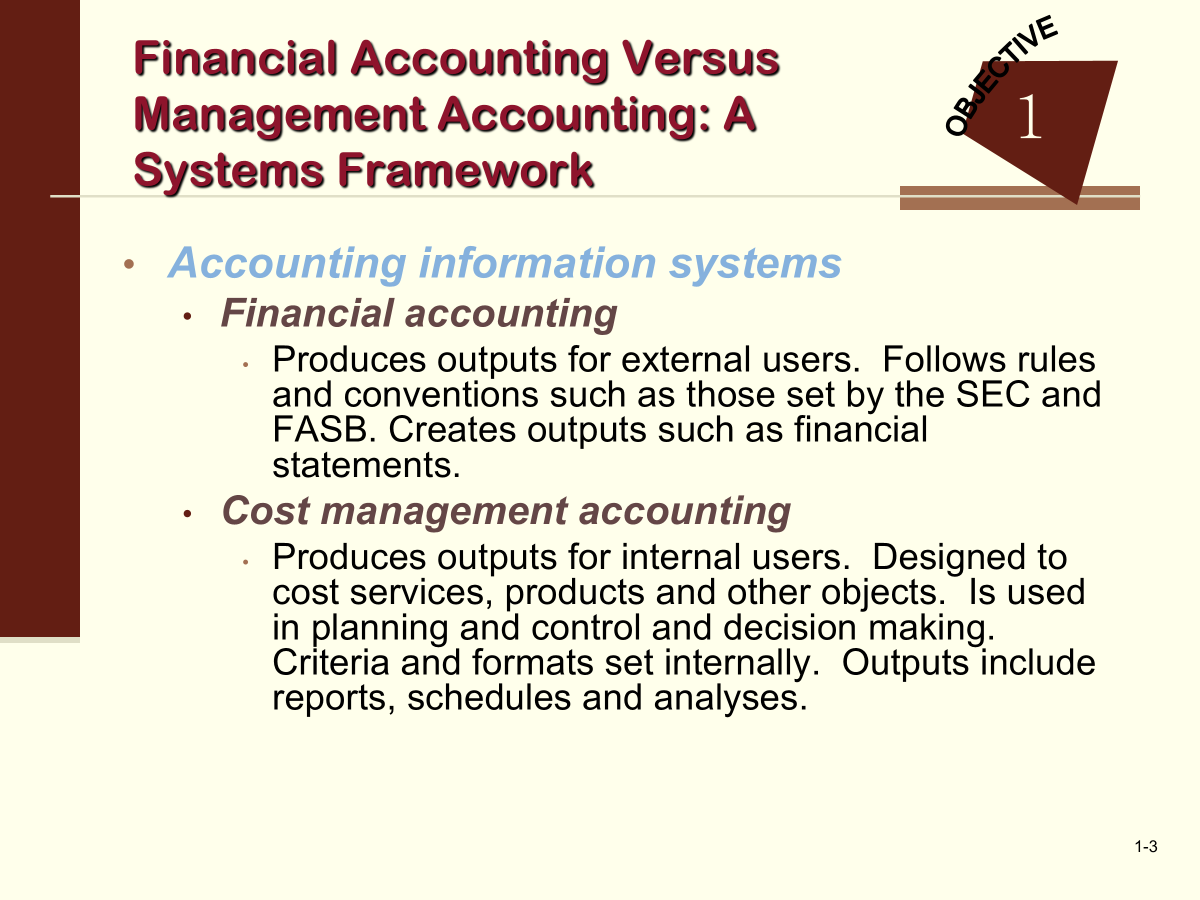 Financial Accounting Versus
Management Accounting: A
Systems Framework
OBJECTIVE
1
• Accounting information systems
• Financial accounting
• Produces outputs for external users.  Follows rules
and conventions such as those set by the SEC and
FASB. Creates outputs such as financial
statements.
• Cost management accounting
• Produces outputs for internal users.  Designed to
cost services, products and other objects.  Is used
in planning and control and decision making.
Criteria and formats set internally.  Outputs include
reports, schedules and analyses.
1-3